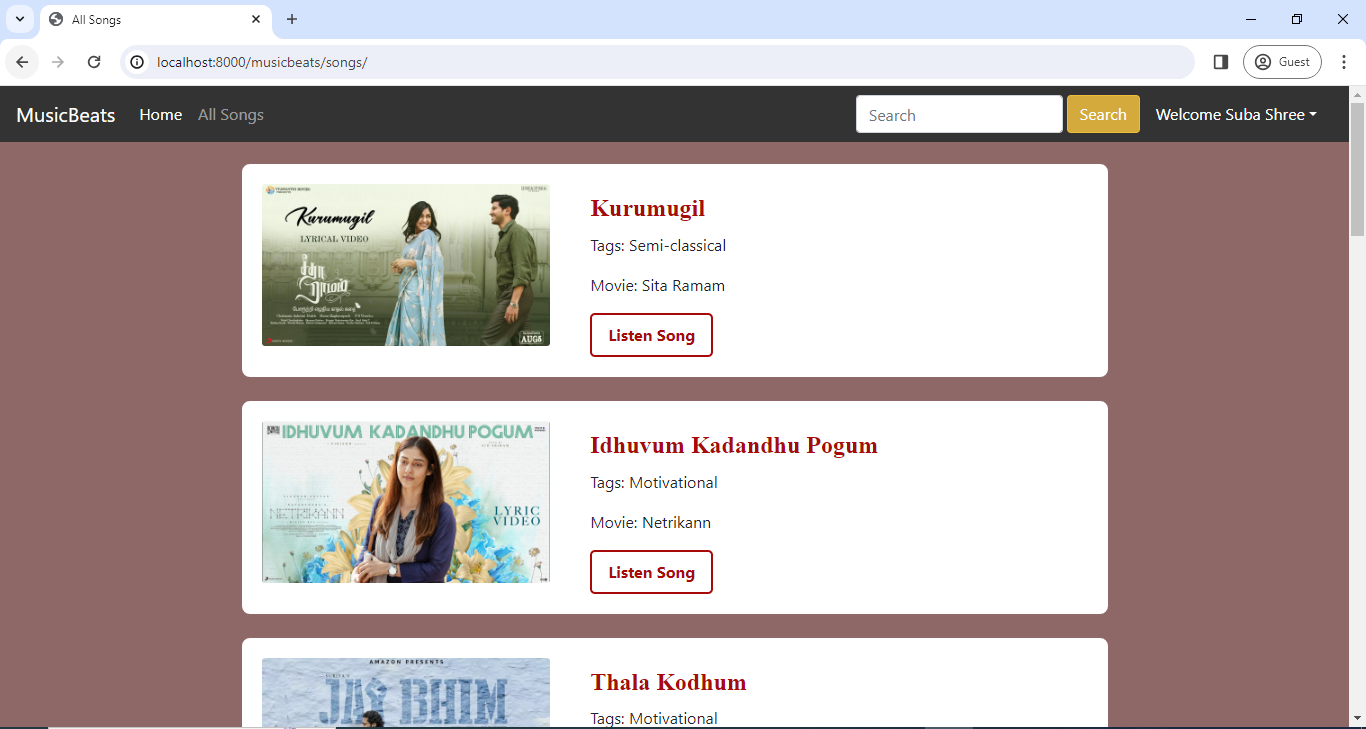 All Songs
localhost:8000/musicbeats/songs/
Guest
MusicBeats Home All Songs Search Search Welcome Suba Shree
Kurumugil
LYRICAL VIDEO
சீதா
ராமம்
AUG5
Kurumugil
Tags: Semi-classical
Movie: Sita Ramam
Listen Song
IDHUVUM KADANDHU POGUM
NETRIKANN
LYRIC
VIDEO
Idhuvum Kadandhu Pogum
Tags: Motivational
Movie: Netrikann
Listen Song
AMAZON PRESENTS
JAI BHIM
Thala Kodhum
Tags: Motivational